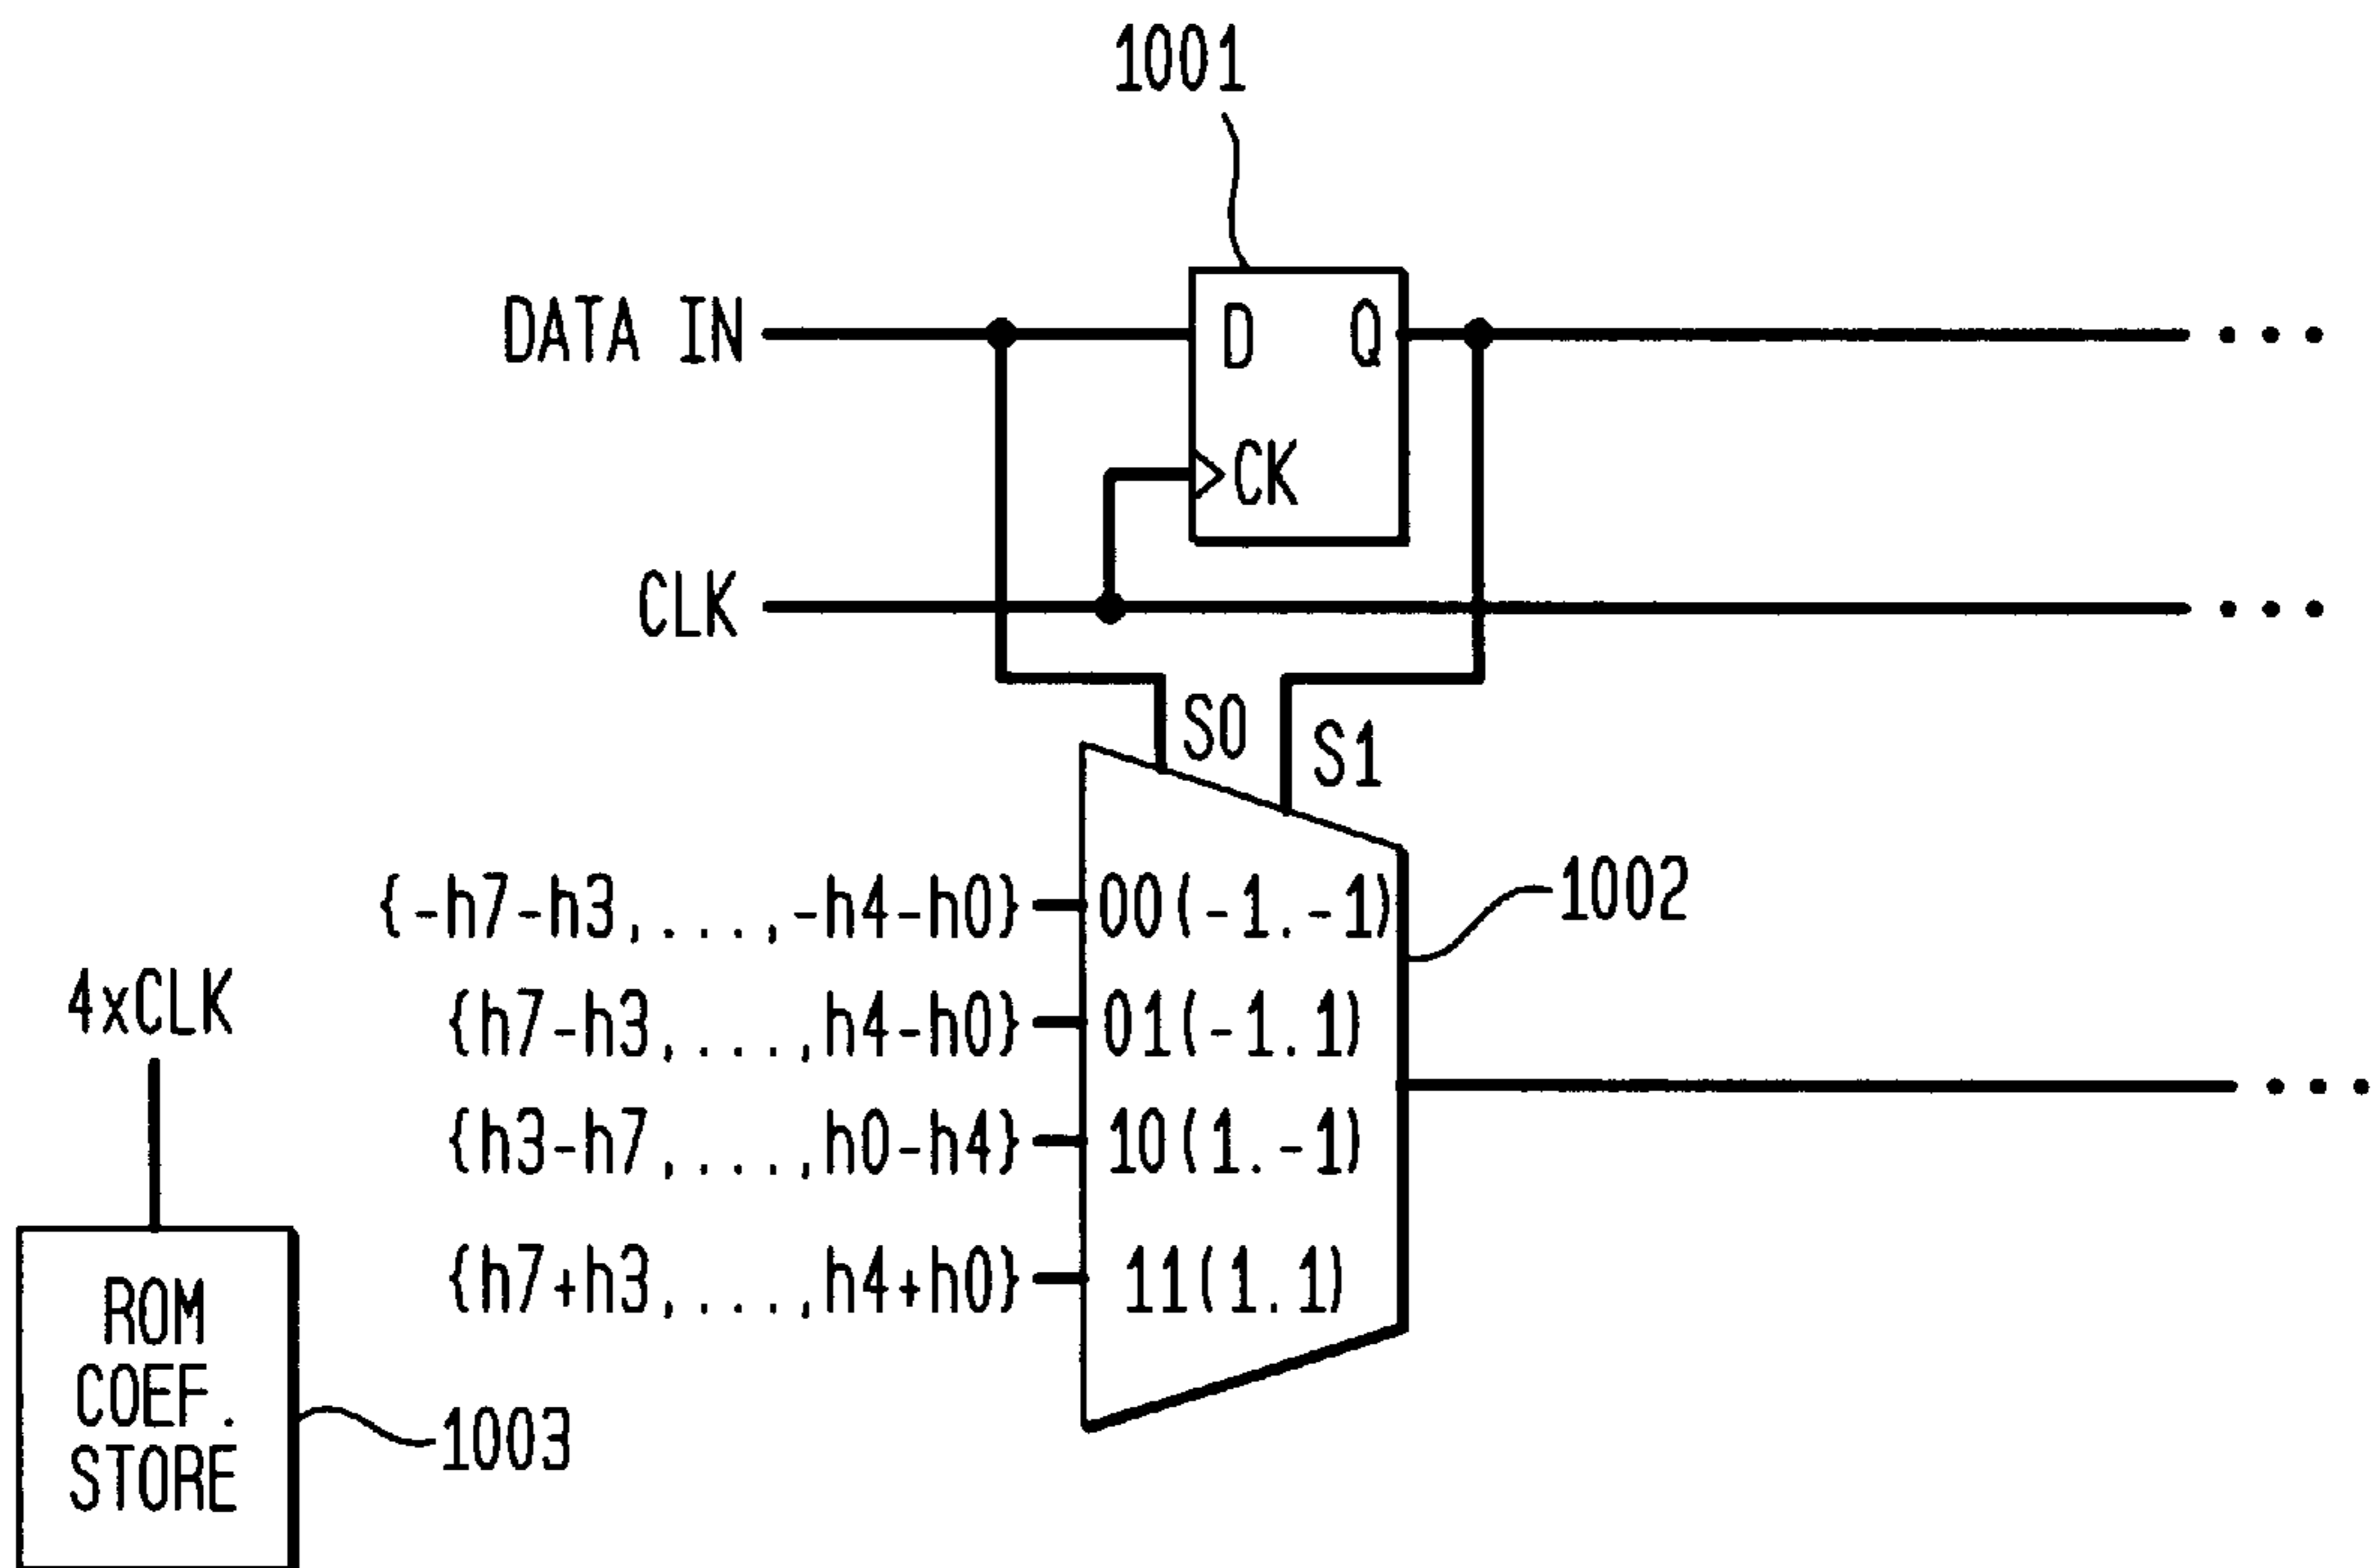 1001
DATA IN
D Q
CK
CLK
S0
S1
{-h7-h3,...,-h4-h0}
00(-1.-1)
1002
4xCLK
{h7-h3,...,h4-h0}
01(-1.1)
{h3-h7,...,h0-h4}
10(1.-1)
{h7+h3,...,h4+h0}
11(1.1)
ROM
COEF.
STORE
1003